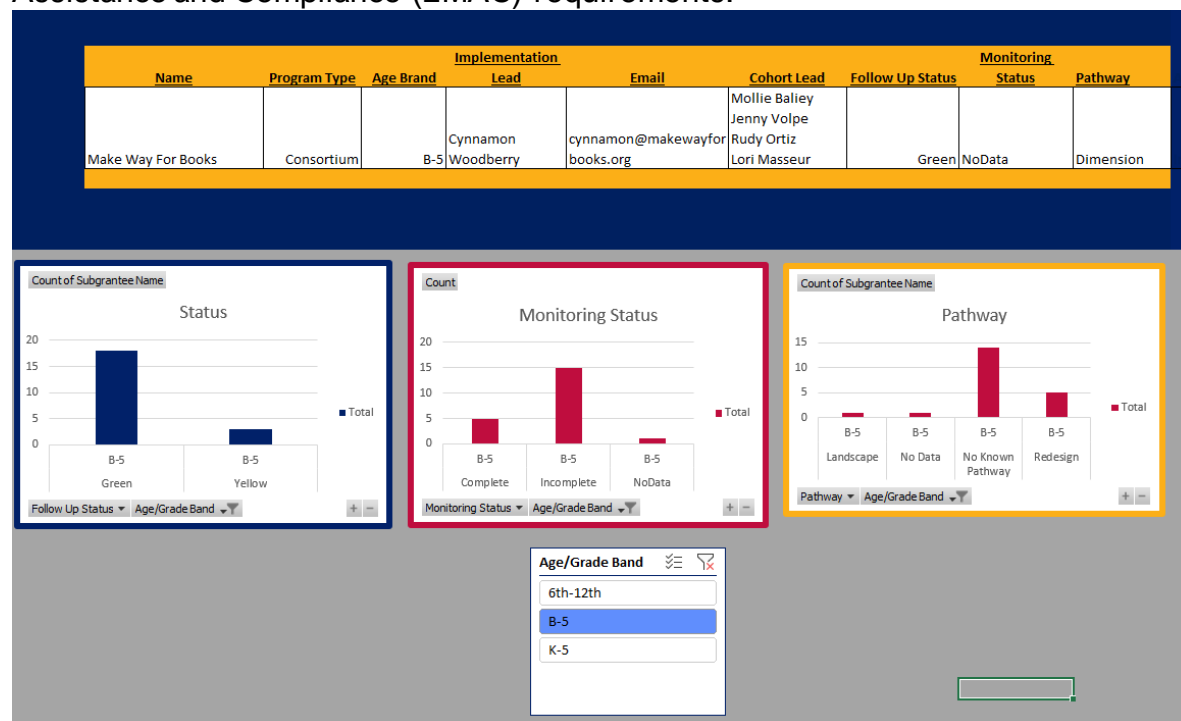 Assistance and Compliance (EMAC) requirements.
Implementation Monitoring
Name Program Type Age Brand Lead Email Cohort Lead Follow Up Status Status Pathway
Mollie Baliey
Jenny Volpe
Cynnamon cynnamon@makewayfor Rudy Ortiz
Make Way For Books Consortium B-5 Woodberry books.org Lori Masseur Green NoData Dimension
Count of Subgrantee Name
Status
20
15
10
5
0
Total
B-5 B-5
Green Yellow
Follow Up Status Age/Grade Band + -
Count
Monitoring Status
20
15
10
5
0
Total
B-5 B-5 B-5
Complete Incomplete NoData
Monitoring Status Age/Grade Band + -
Count of Subgrantee Name
Pathway
15
10
5
0
Total
B-5 B-5 B-5 B-5
Landscape No Data No Known Redesign
Pathway
Pathway Age/Grade Band + -
Age/Grade Band
6th-12th
B-5
K-5